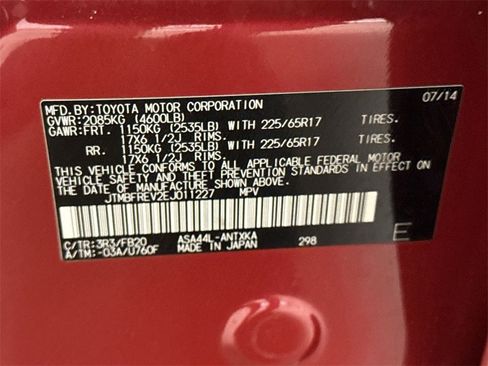 MFD.BY:TOYOTA MOTOR CORPORATION 07/14
GVWR:2085KG (4600LB)
GAWR:FRT. 1150KG (2535LB) WITH 225/65R17 TIRES.
17X6 1/2J RIMS.
RR. 1150KG (2535LB) WITH 225/65R17 TIRES.
17X6 1/2J RIMS.
THIS VEHICLE CONFORMS TO ALL APPLICABLE FEDERAL MOTOR
VEHICLE SAFETY AND THEFT PREVENTION STANDARDS IN EFFECT ON
THE DATE OF MANUFACTURE SHOWN ABOVE.
JTMBFREV2EJ011227 MPV
C/TR:3R3/FB20 ASA44L-ANTXKA
A/TM:-03A/U760F MADE IN JAPAN 298 E